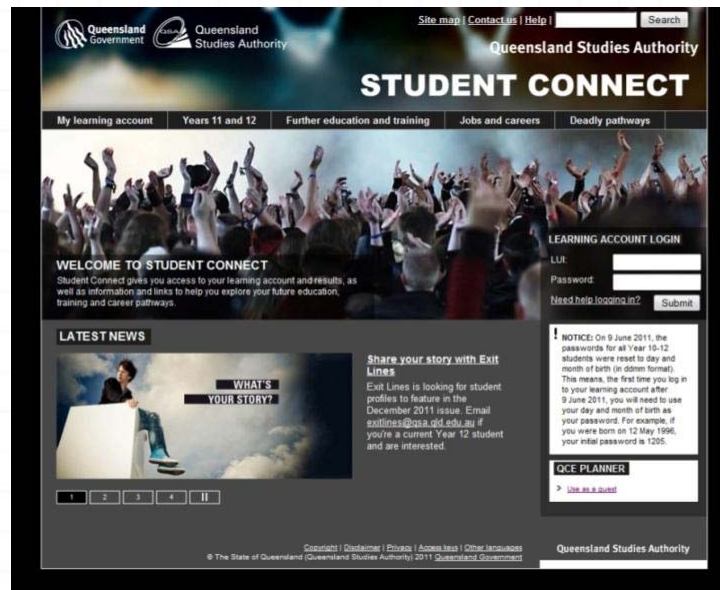 Site map | Contact us | Help | Search
Queensland Government
QSA Queensland Studies Authority
Queensland Studies Authority
STUDENT CONNECT
My learning account Years 11 and 12 Further education and training Jobs and careers Deadly pathways
WELCOME TO STUDENT CONNECT
Student Connect gives you access to your learning account and results, as
well as information and links to help you explore your future education,
training and career pathways.
LEARNING ACCOUNT LOGIN
LUI:
Password:
Need help logging in? Submit
LATEST NEWS
WHAT'S
YOUR STORY?
1 2 3 4
Share your story with Exit
Lines
Exit Lines is looking for student
profiles to feature in the
December 2011 issue. Email
exitlines@qsa.qld.edu.au if
you're a current Year 12 student
and are interested.
! NOTICE: On 9 June 2011, the
passwords for all Year 10-12
students were reset to day and
month of birth (in ddmm format).
This means, the first time you log in
to your learning account after
9 June 2011, you will need to use
your day and month of birth as
your password. For example, if
you were born on 12 May 1996,
your initial password is 1205.
QCE PLANNER
> Use as a guest
Copyright | Disclaimer | Privacy | Access keys | Other languages
© The State of Queensland (Queensland Studies Authority) 2011 Queensland Government
Queensland Studies Authority